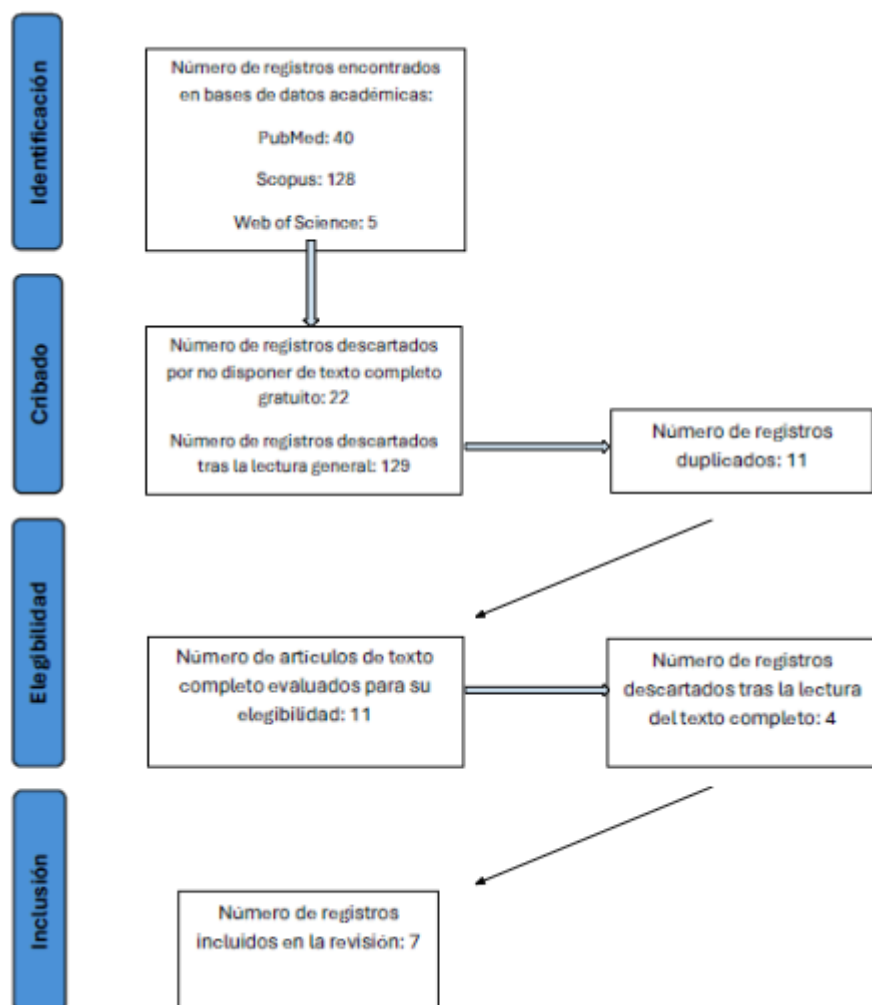 Identificación
Número de registros encontrados
en bases de datos académicas:
PubMed: 40
Scopus: 128
Web of Science: 5
Cribado
Número de registros descartados
por no disponer de texto completo
gratuito: 22
Número de registros descartados
tras la lectura general: 129
Número de registros
duplicados: 11
Elegibilidad
Número de artículos de texto
completo evaluados para su
elegibilidad: 11
Número de registros
descartados tras la lectura
del texto completo: 4
Inclusión
Número de registros
incluidos en la revisión: 7